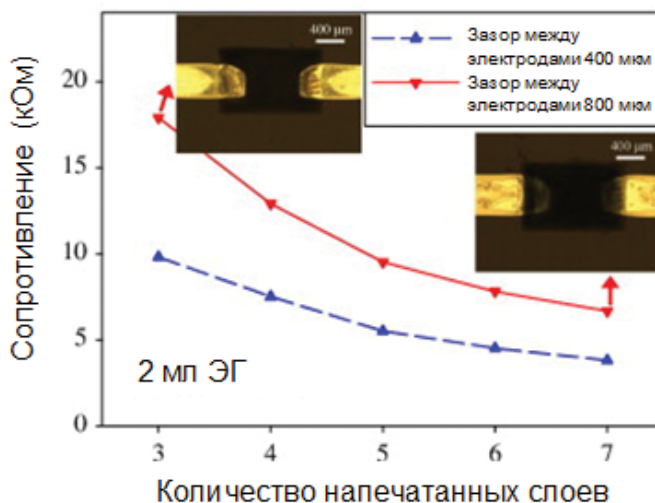 Сопротивпение (кОм)
20
15
10
5
0
400 μm
Зазор между
электродами 400 мкм
Зазор между
электродами 800 мкм
400 μm
2 мл ЭГ
3 4 5 6 7
Количество напечатанных слоев